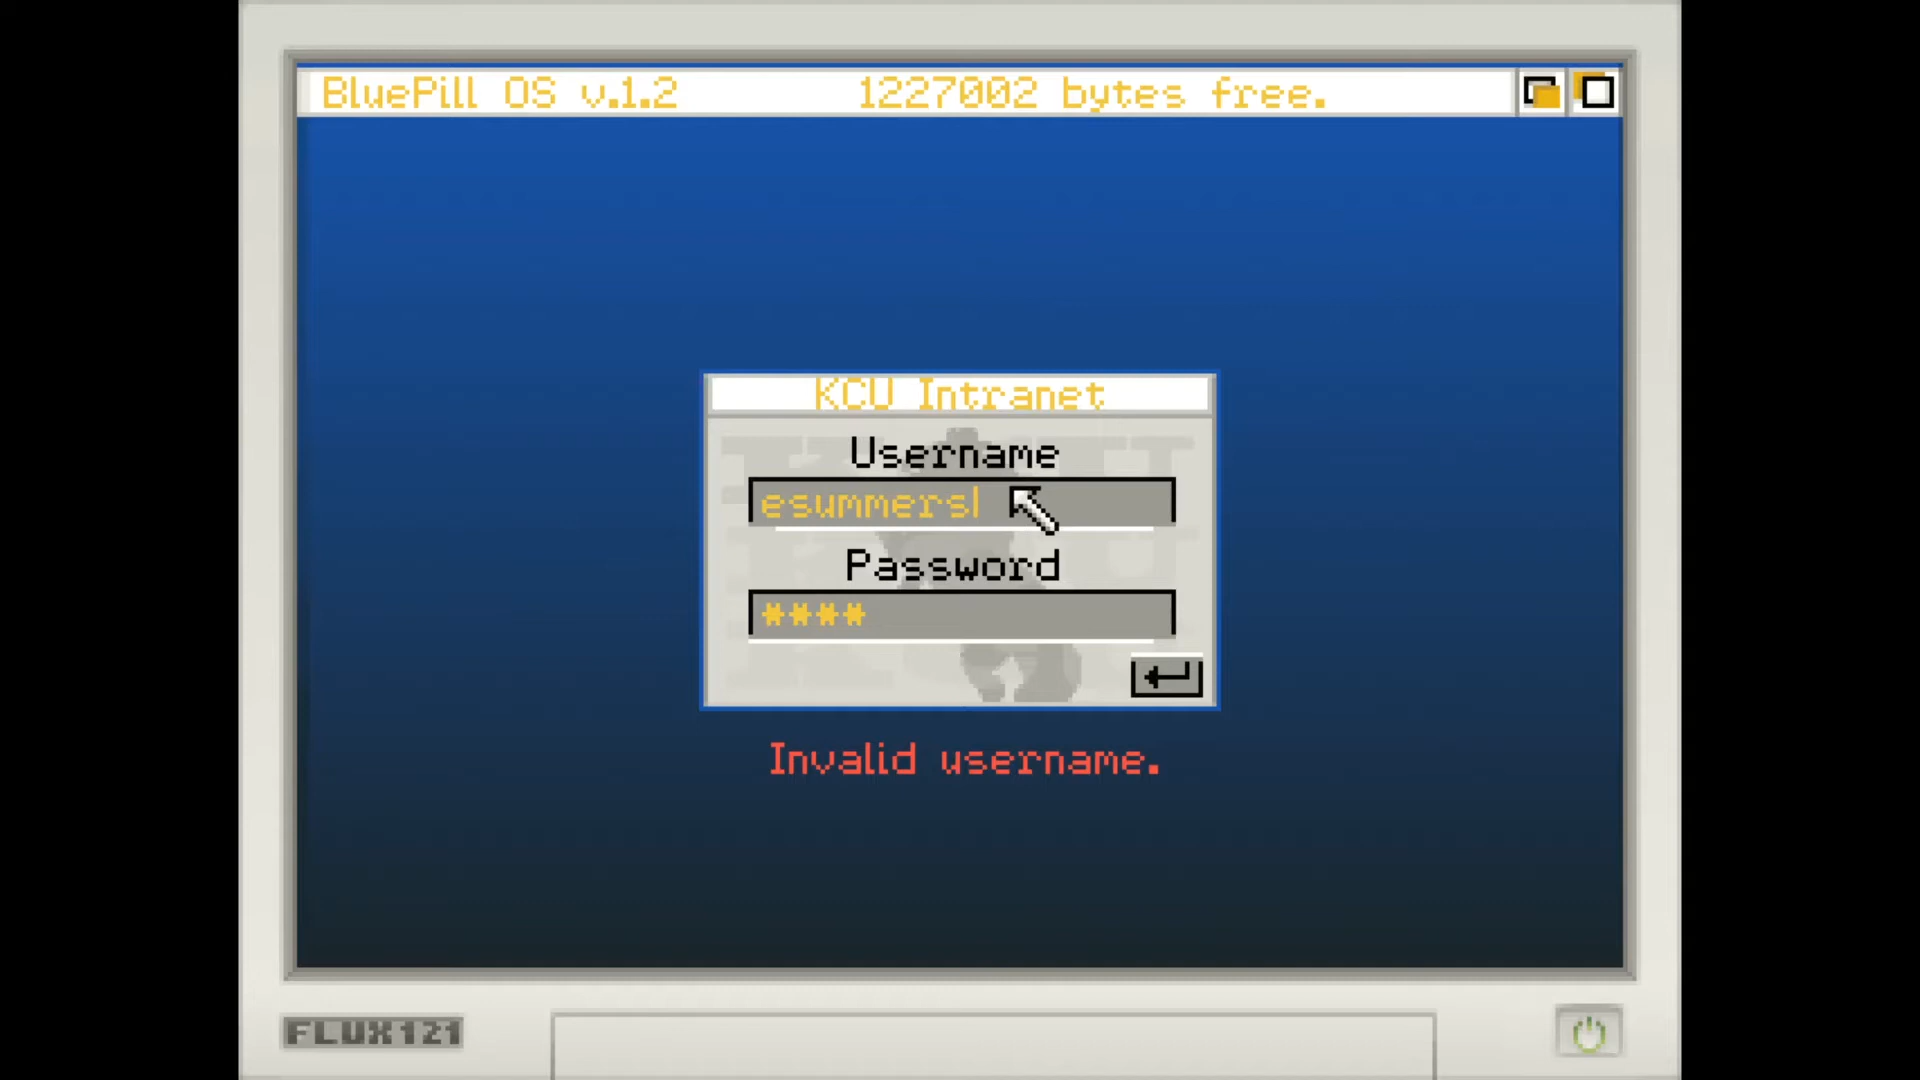 BluePill OS v.1.2 1227002 bytes free.
KCU Intranet
Username
esummers
Password
****
Invalid username.
FLUX121